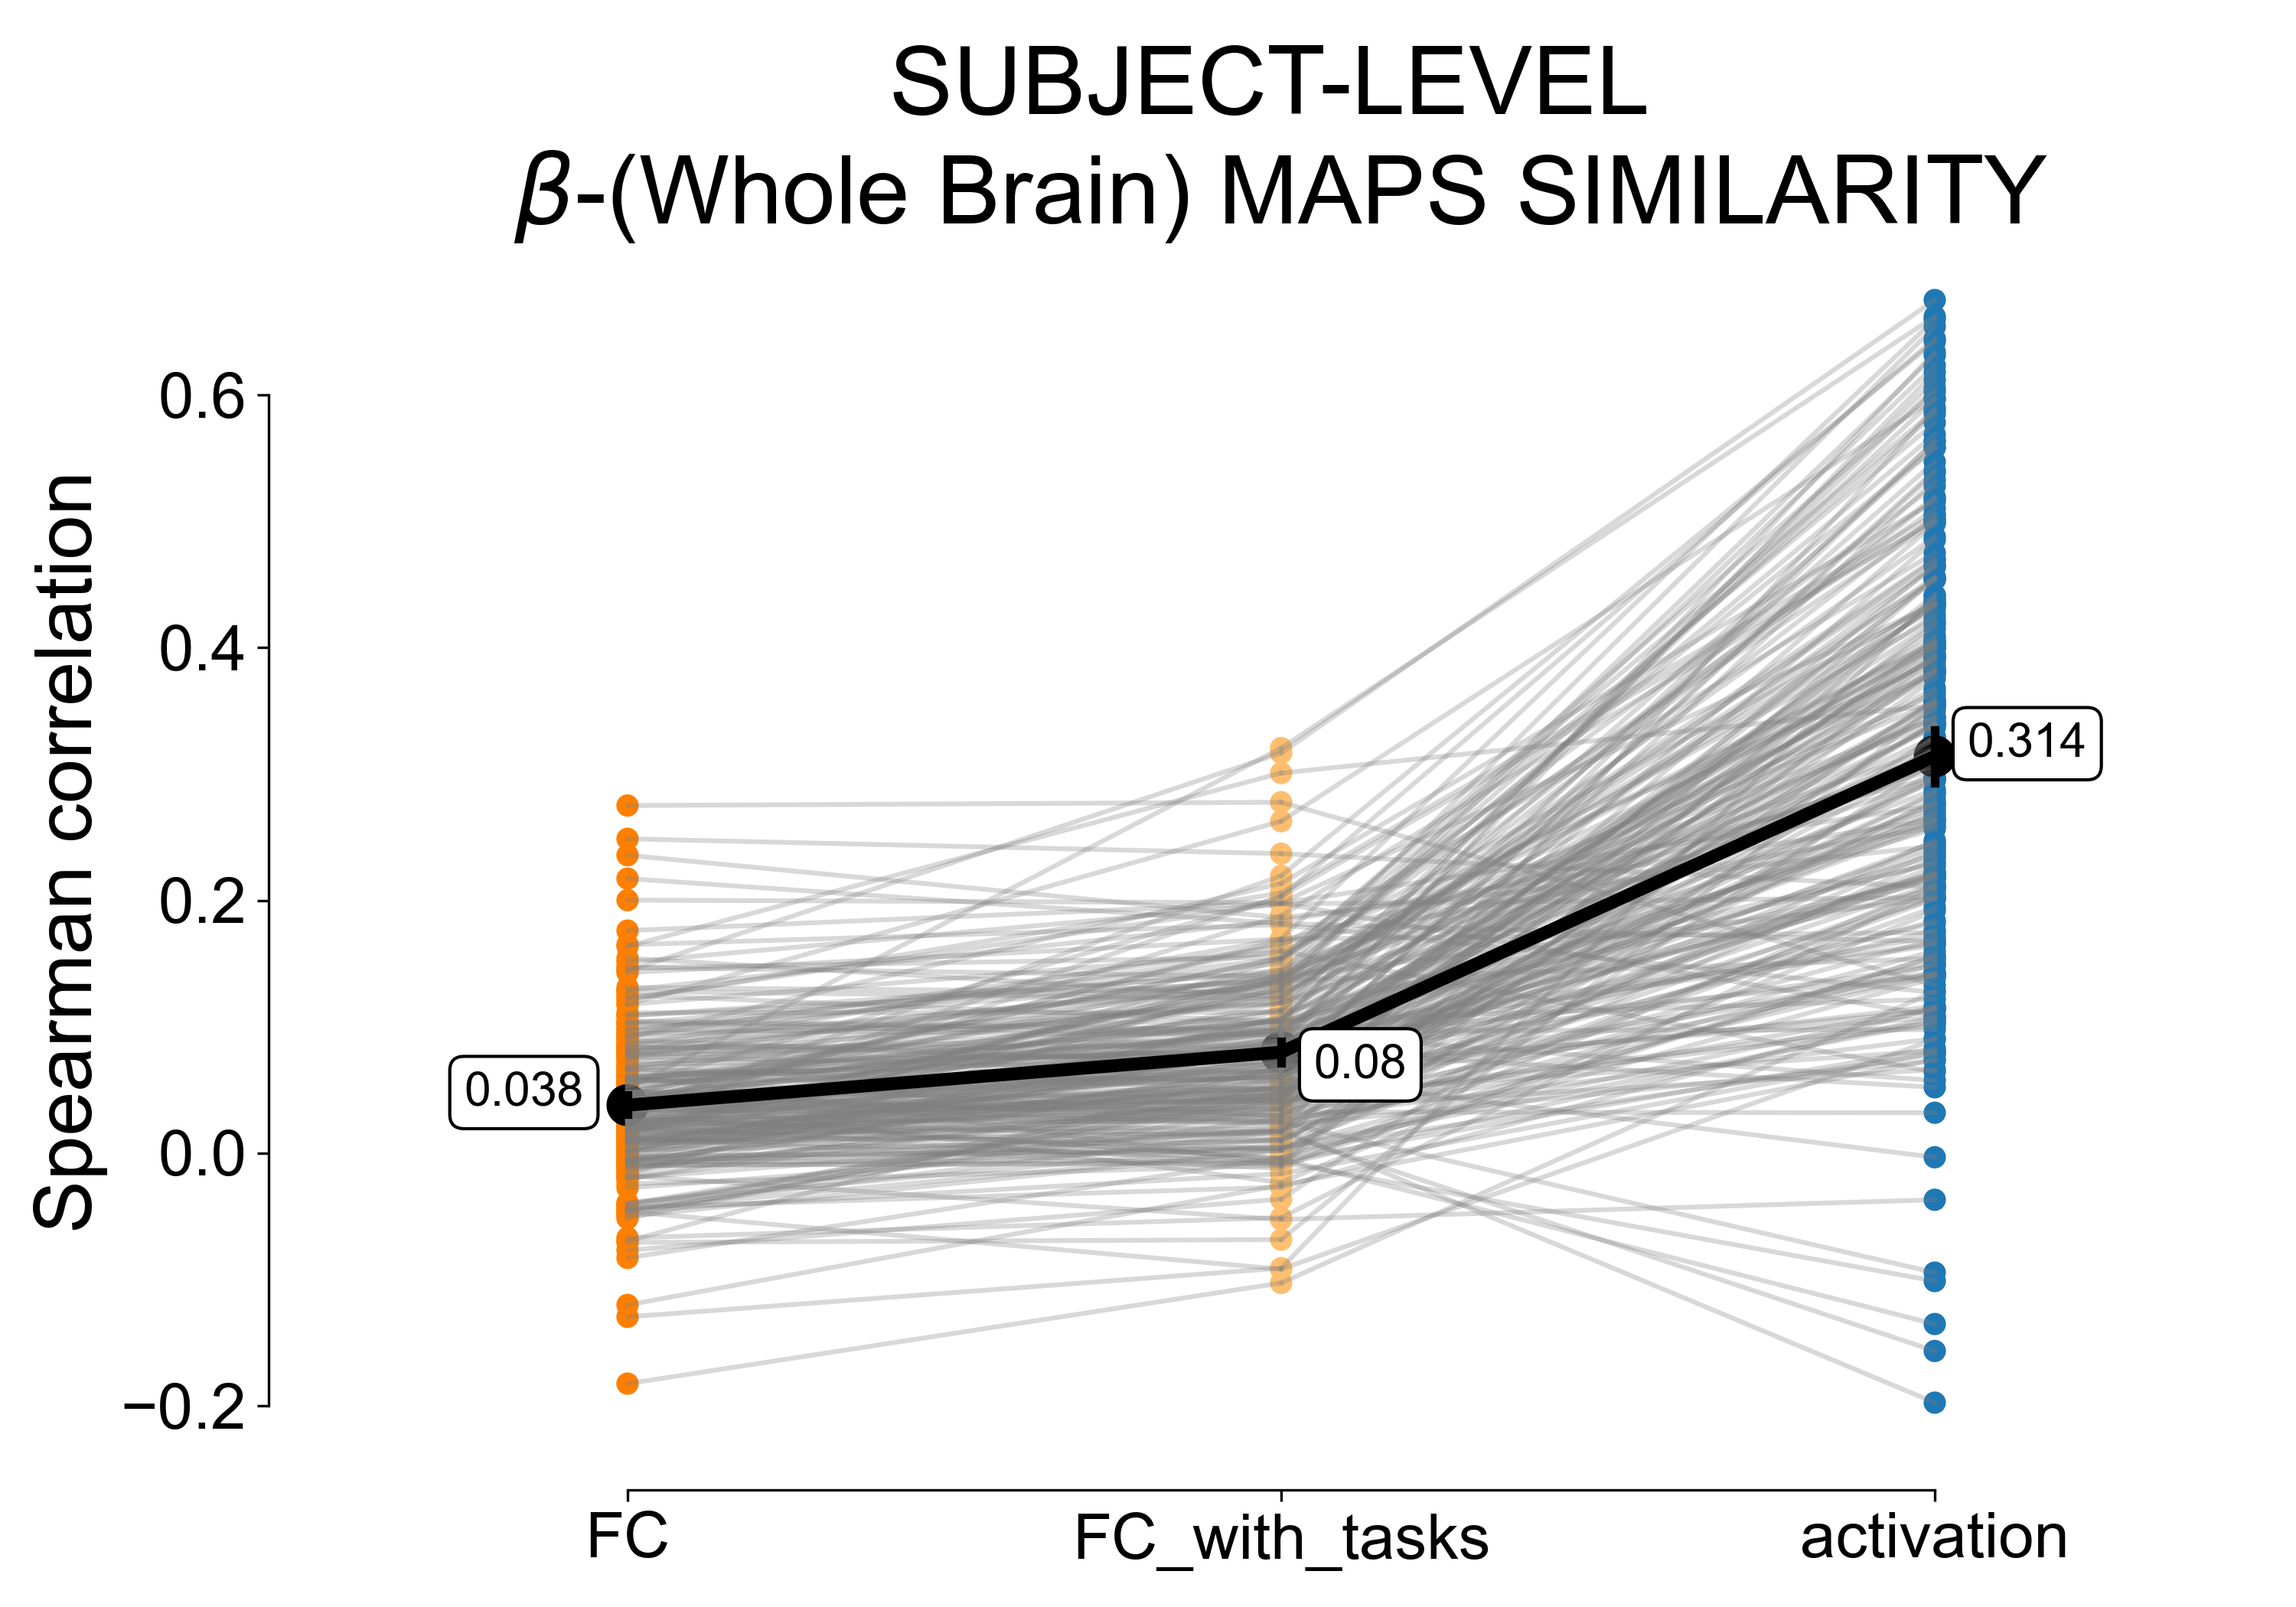 SUBJECT-LEVEL
β-(Whole Brain) MAPS SIMILARITY
Spearman correlation
0.6
0.4
0.2
0.0
−0.2
0.038
0.08
0.314
FC
FC_with_tasks
activation